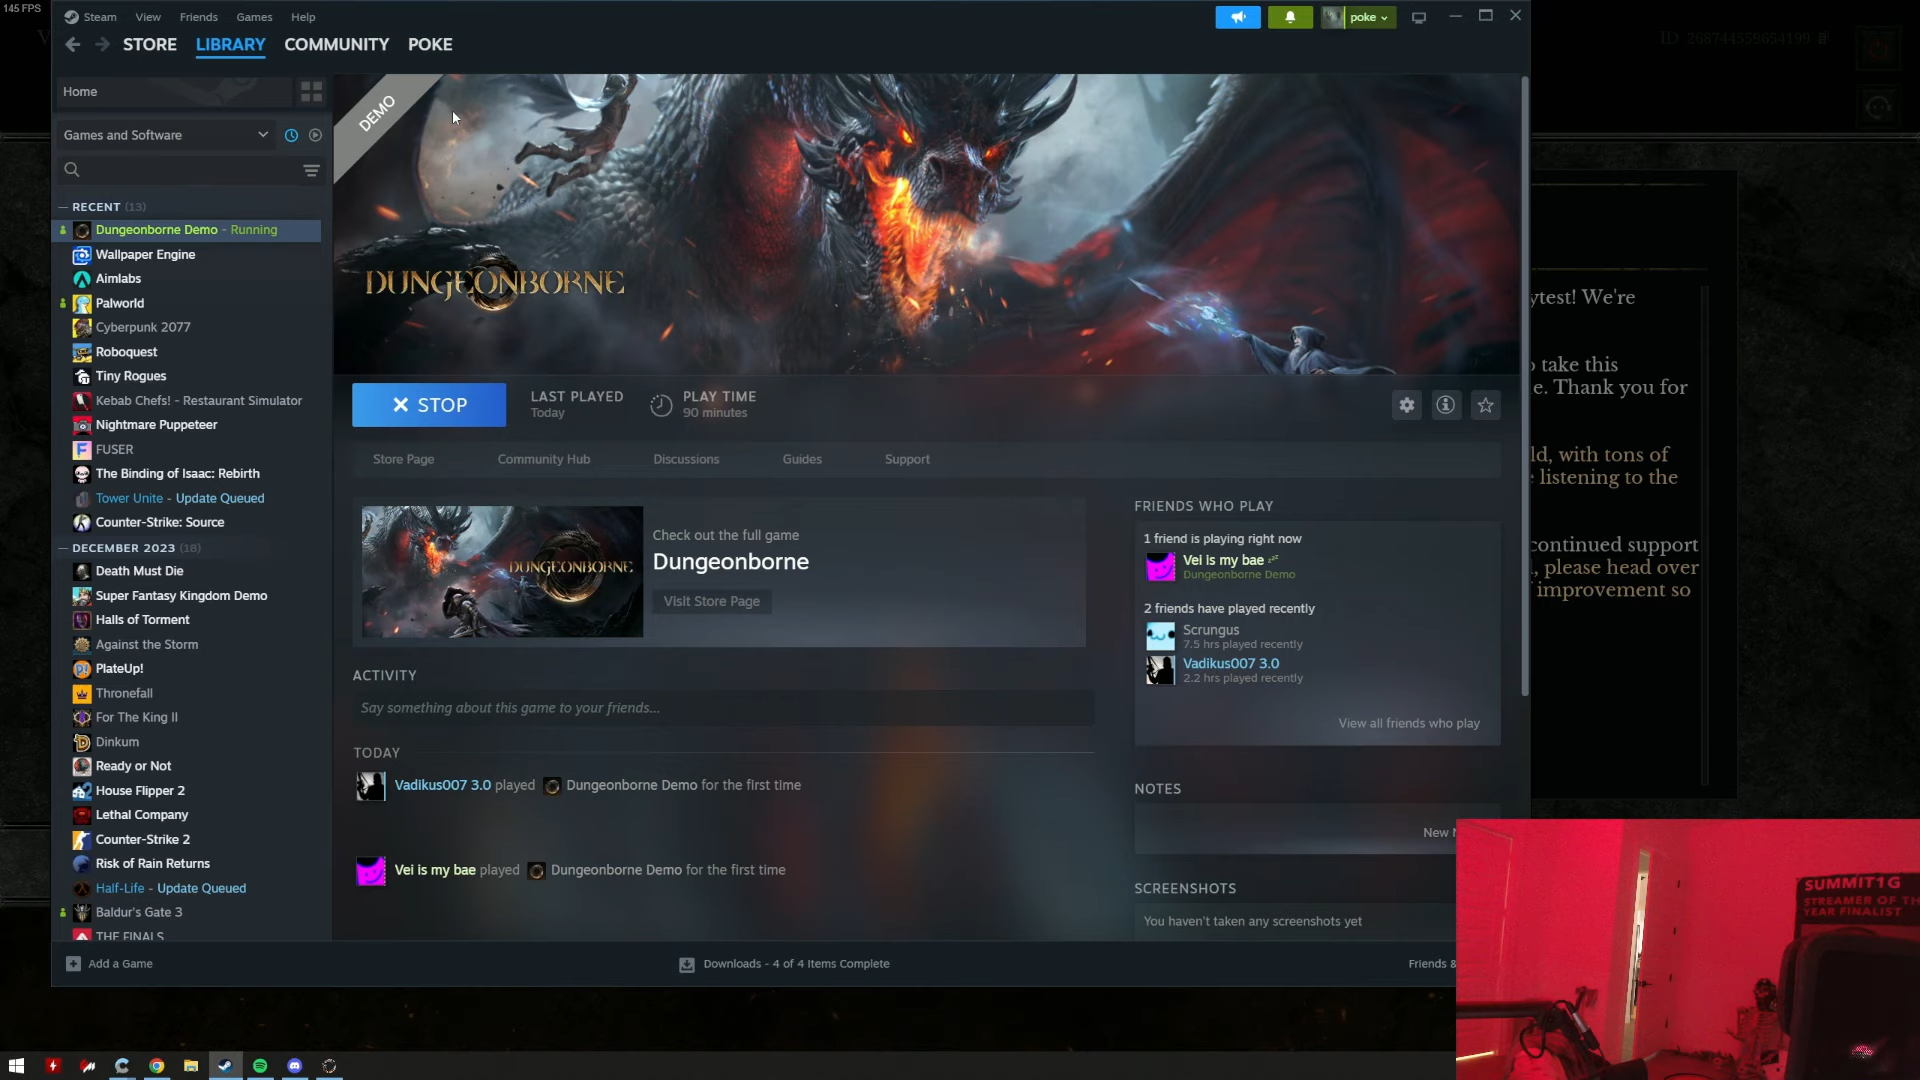 145 FPS
Steam View Friends Games Help
poke
STORE LIBRARY COMMUNITY POKE
ID 268744559654199
Home
Games and Software
RECENT (13)
Dungeonborne Demo - Running
Wallpaper Engine
Aimlabs
Palworld
Cyberpunk 2077
Roboquest
Tiny Rogues
Kebab Chefs! - Restaurant Simulator
Nightmare Puppeteer
FUSER
The Binding of Isaac: Rebirth
Tower Unite - Update Queued
Counter-Strike: Source
DECEMBER 2023 (18)
Death Must Die
Super Fantasy Kingdom Demo
Halls of Torment
Against the Storm
PlateUp!
Thronefall
For The King II
Dinkum
Ready or Not
House Flipper 2
Lethal Company
Counter-Strike 2
Risk of Rain Returns
Half-Life - Update Queued
Baldur's Gate 3
THE FINALS
Add a Game
DEMO
DUNGEONBORNE
STOP
LAST PLAYED
Today
PLAY TIME
90 minutes
Store Page Community Hub Discussions Guides Support
DUNGEONBORNE
Check out the full game
Dungeonborne
Visit Store Page
ACTIVITY
Say something about this game to your friends...
TODAY
Vadikus007 3.0 played Dungeonborne Demo for the first time
Vei is my bae played Dungeonborne Demo for the first time
FRIENDS WHO PLAY
1 friend is playing right now
Vei is my bae zz
Dungeonborne Demo
2 friends have played recently
Scrungus
7.5 hrs played recently
Vadikus007 3.0
2.2 hrs played recently
View all friends who play
NOTES
New
SCREENSHOTS
You haven't taken any screenshots yet
Downloads - 4 of 4 Items Complete
Friends &
ytest! We're
take this
e. Thank you for
ld, with tons of
listening to the
continued support
, please head over
improvement so
SUMMIT1G
STREAMER OF TH
YEAR FINALIST